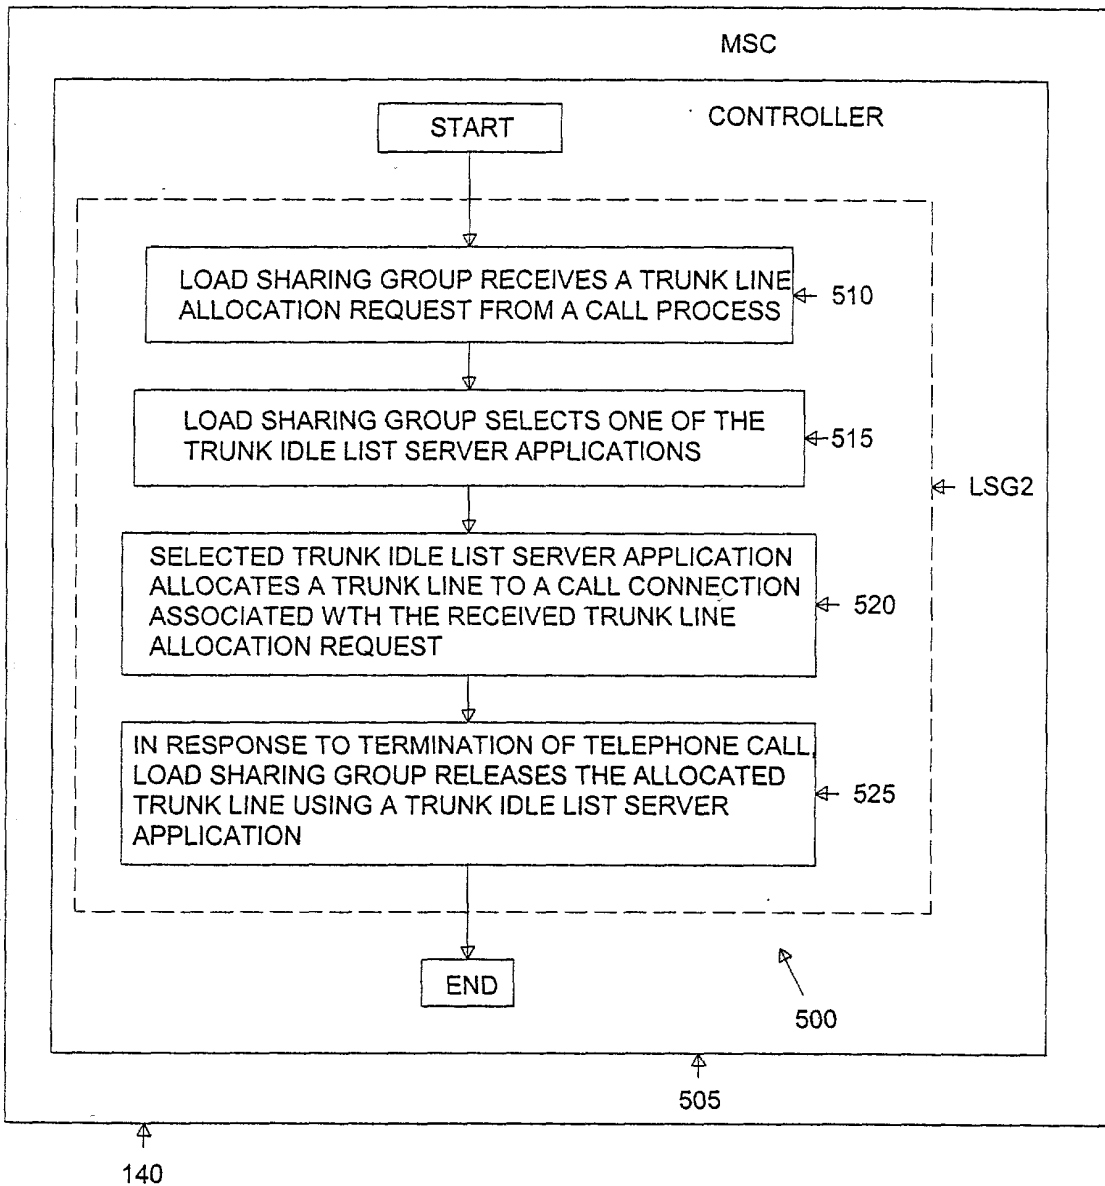 MSC
CONTROLLER
START
LOAD SHARING GROUP RECEIVES A TRUNK LINE
ALLOCATION REQUEST FROM A CALL PROCESS
510
LOAD SHARING GROUP SELECTS ONE OF THE
TRUNK IDLE LIST SERVER APPLICATIONS
515
LSG2
SELECTED TRUNK IDLE LIST SERVER APPLICATION
ALLOCATES A TRUNK LINE TO A CALL CONNECTION
ASSOCIATED WTH THE RECEIVED TRUNK LINE
ALLOCATION REQUEST
520
IN RESPONSE TO TERMINATION OF TELEPHONE CALL,
LOAD SHARING GROUP RELEASES THE ALLOCATED
TRUNK LINE USING A TRUNK IDLE LIST SERVER
APPLICATION
525
END
500
505
140